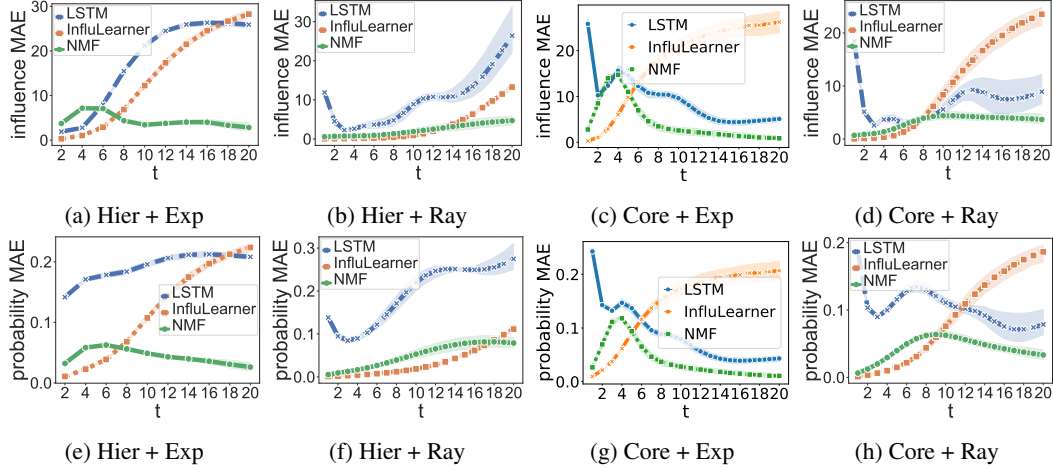 influence MAE
30
20
10
0
LSTM
InfluLearner
NMF
2 4 6 8 10 12 14 16 18 20
t
influence MAE
30
20
10
0
LSTM
InfluLearner
NMF
2 4 6 8 10 12 14 16 18 20
t
influence MAE
20
10
0
LSTM
InfluLearner
NMF
2 4 6 8 10 12 14 16 18 20
t
influence MAE
20
10
0
LSTM
InfluLearner
NMF
2 4 6 8 10 12 14 16 18 20
t
(a) Hier + Exp
(b) Hier + Ray
(c) Core + Exp
(d) Core + Ray
probability MAE
0.2
0.1
0.0
LSTM
InfluLearner
NMF
2 4 6 8 10 12 14 16 18 20
t
probability MAE
0.3
0.2
0.1
0.0
LSTM
InfluLearner
NMF
2 4 6 8 10 12 14 16 18 20
t
probability MAE
0.2
0.1
0.0
LSTM
InfluLearner
NMF
2 4 6 8 10 12 14 16 18 20
t
probability MAE
0.2
0.1
0.0
LSTM
InfluLearner
NMF
2 4 6 8 10 12 14 16 18 20
t
(e) Hier + Exp
(f) Hier + Ray
(g) Core + Exp
(h) Core + Ray